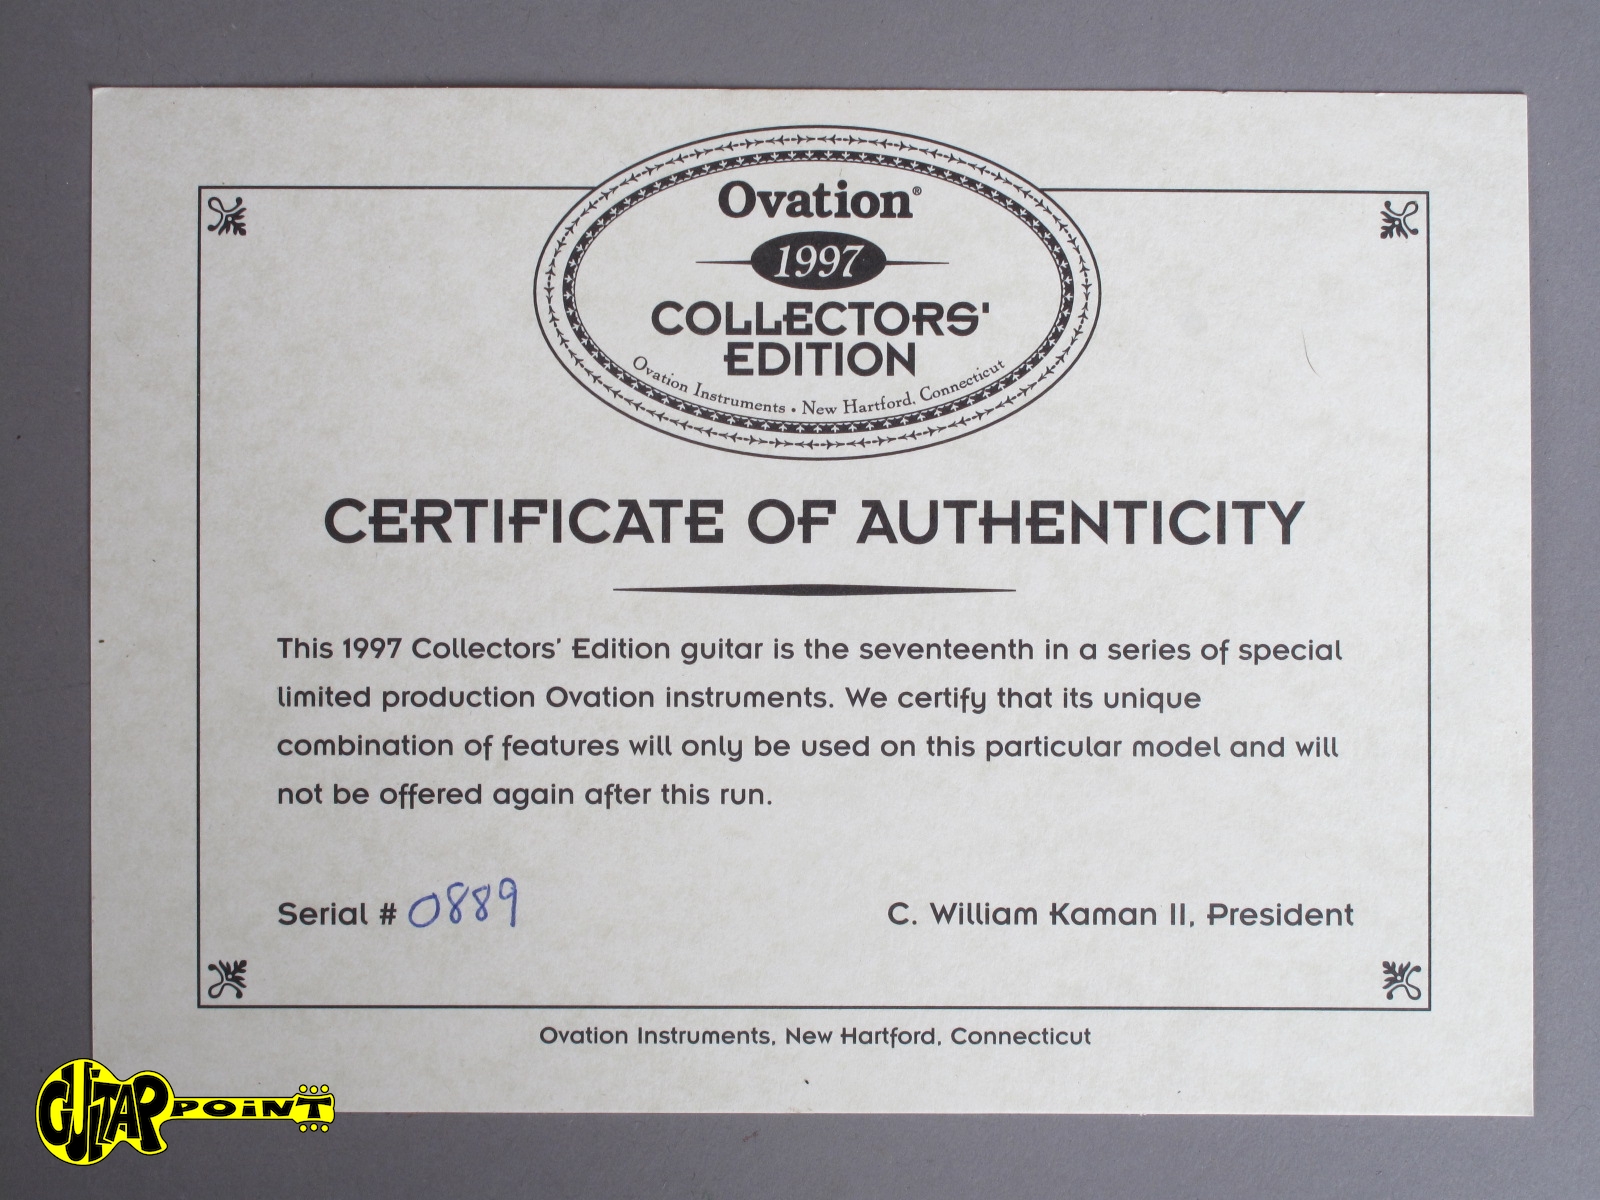 Ovation®
1997
COLLECTORS'
EDITION
Ovation Instruments • New Hartford, Connecticut
CERTIFICATE OF AUTHENTICITY
This 1997 Collectors' Edition guitar is the seventeenth in a series of special
limited production Ovation instruments. We certify that its unique
combination of features will only be used on this particular model and will
not be offered again after this run.
Serial # 0889
C. William Kaman II, President
Ovation Instruments, New Hartford, Connecticut
GUiTAR POiNT